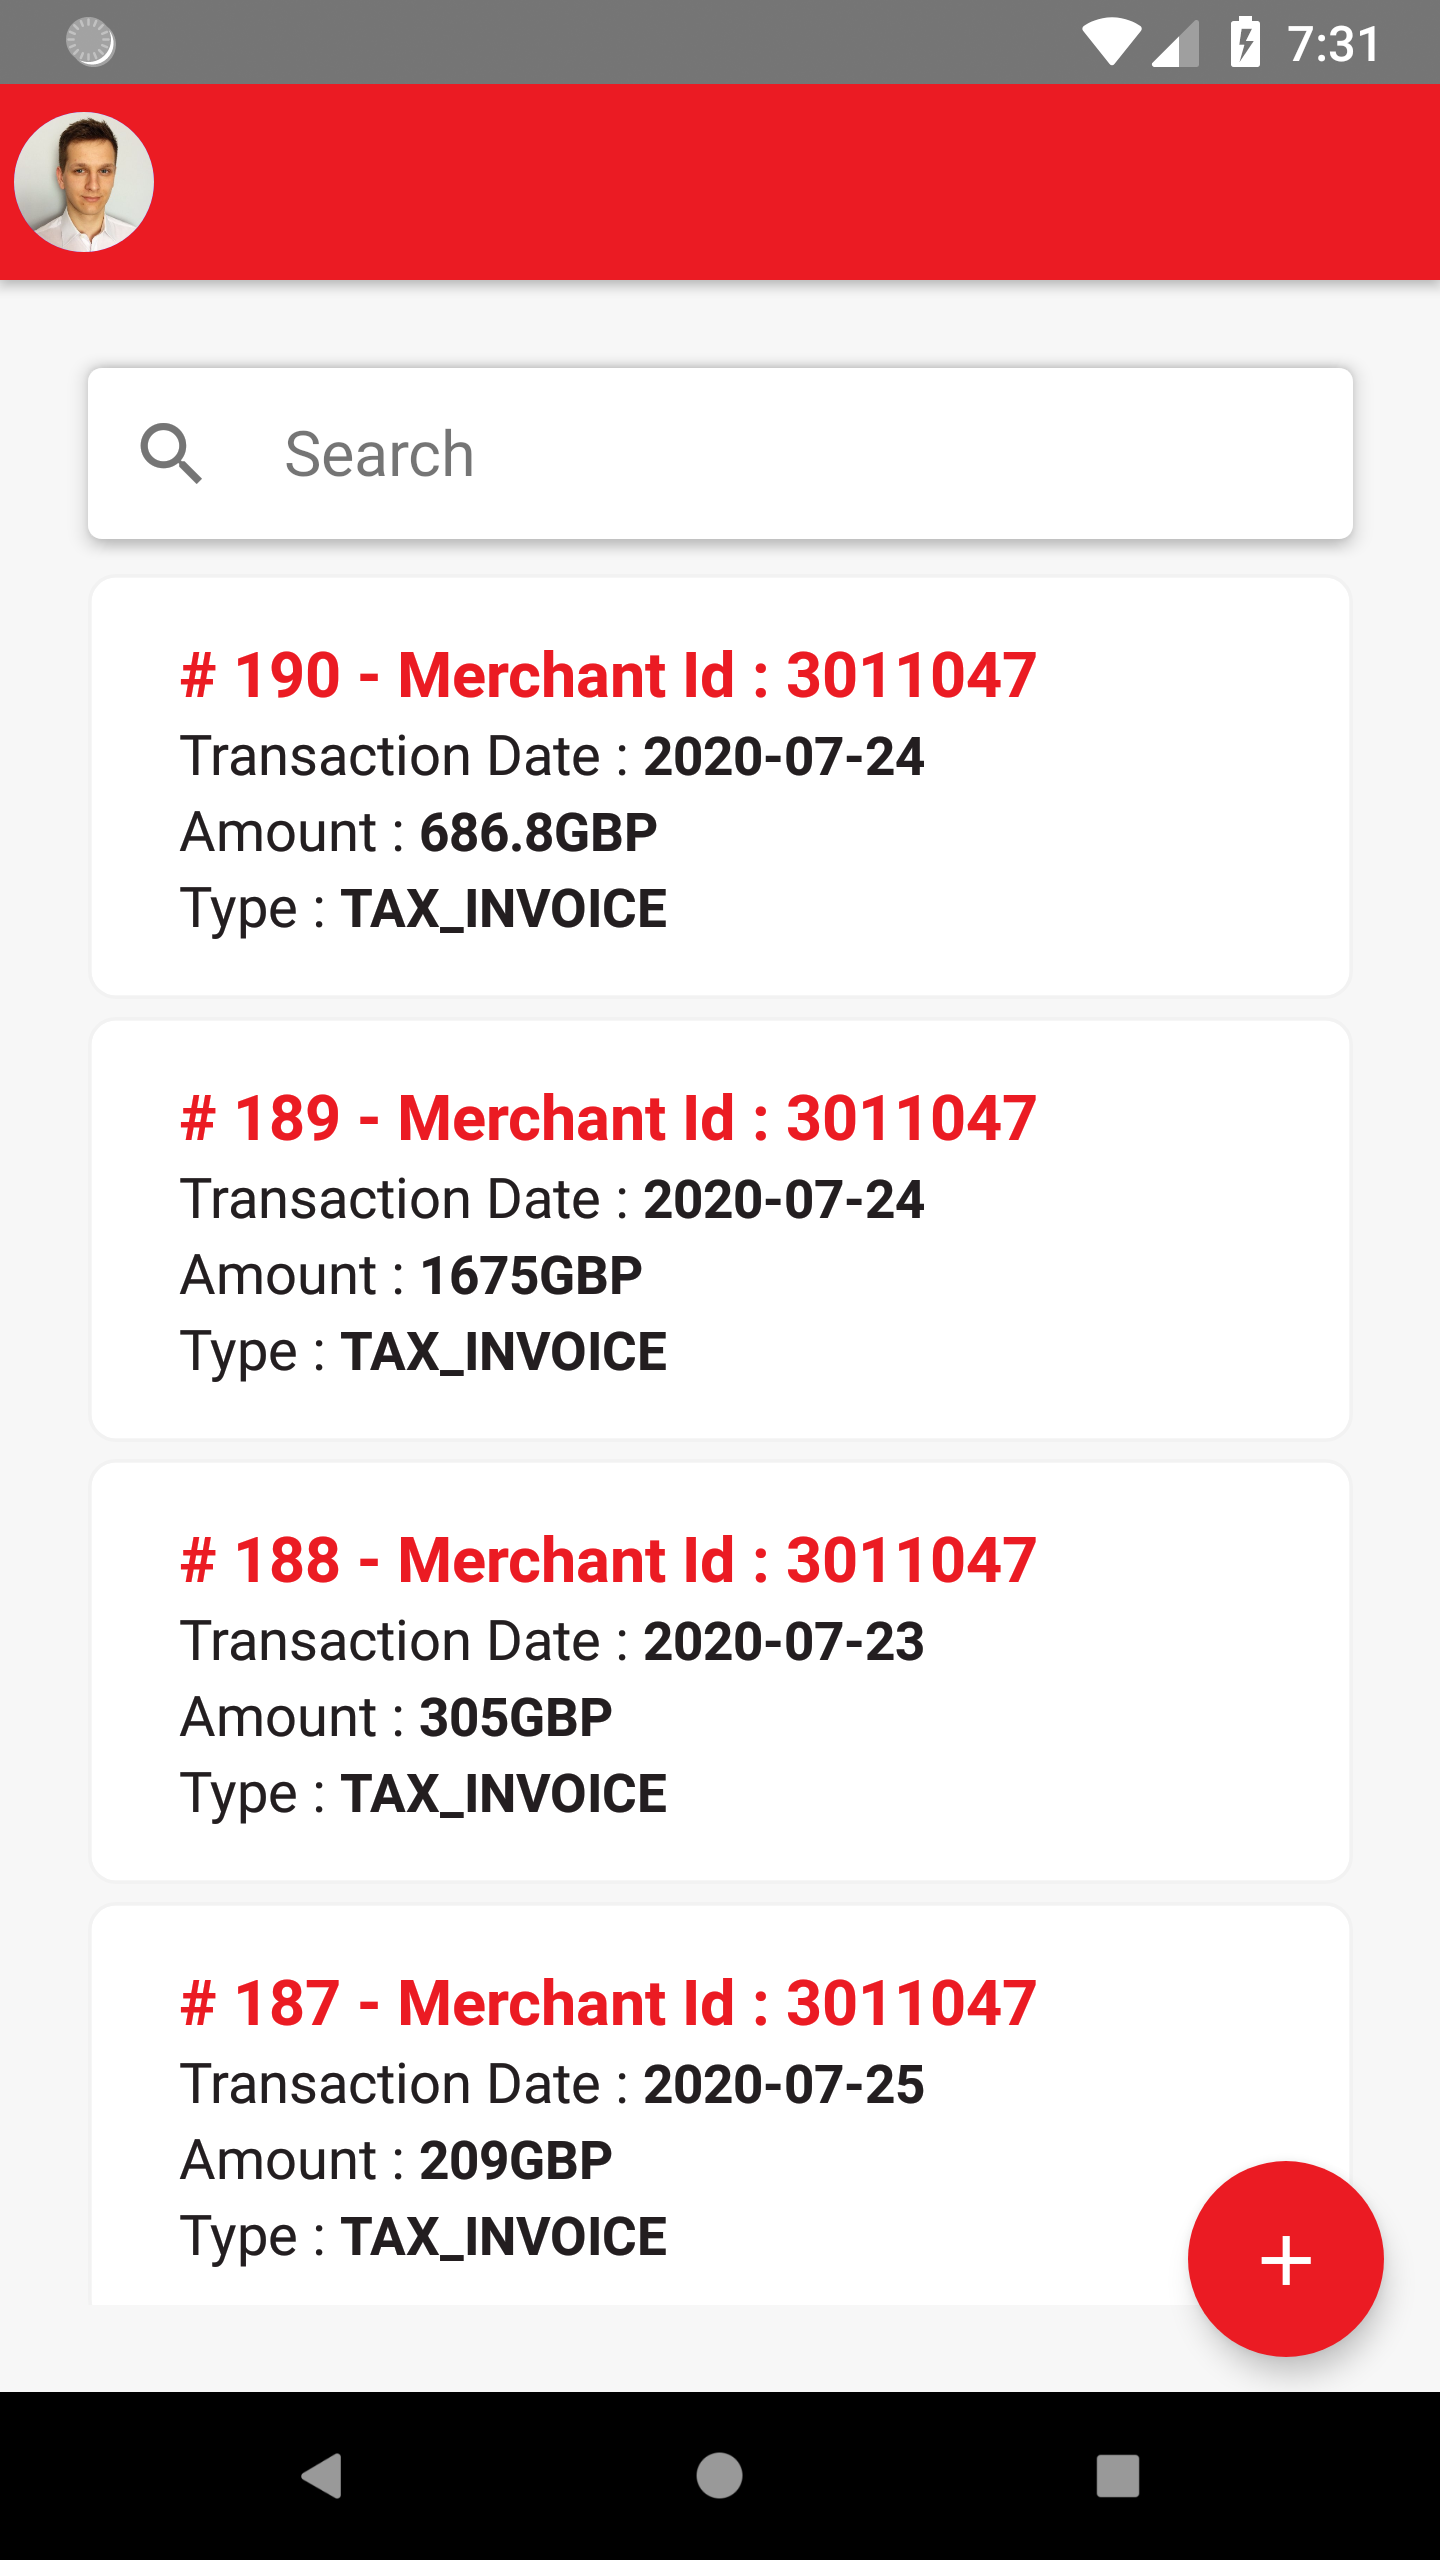 7:31
Search
# 190 - Merchant Id : 3011047
Transaction Date : 2020-07-24
Amount : 686.8GBP
Type : TAX_INVOICE
# 189 - Merchant Id : 3011047
Transaction Date : 2020-07-24
Amount : 1675GBP
Type : TAX_INVOICE
# 188 - Merchant Id : 3011047
Transaction Date : 2020-07-23
Amount : 305GBP
Type : TAX_INVOICE
# 187 - Merchant Id : 3011047
Transaction Date : 2020-07-25
Amount : 209GBP
Type : TAX_INVOICE
+